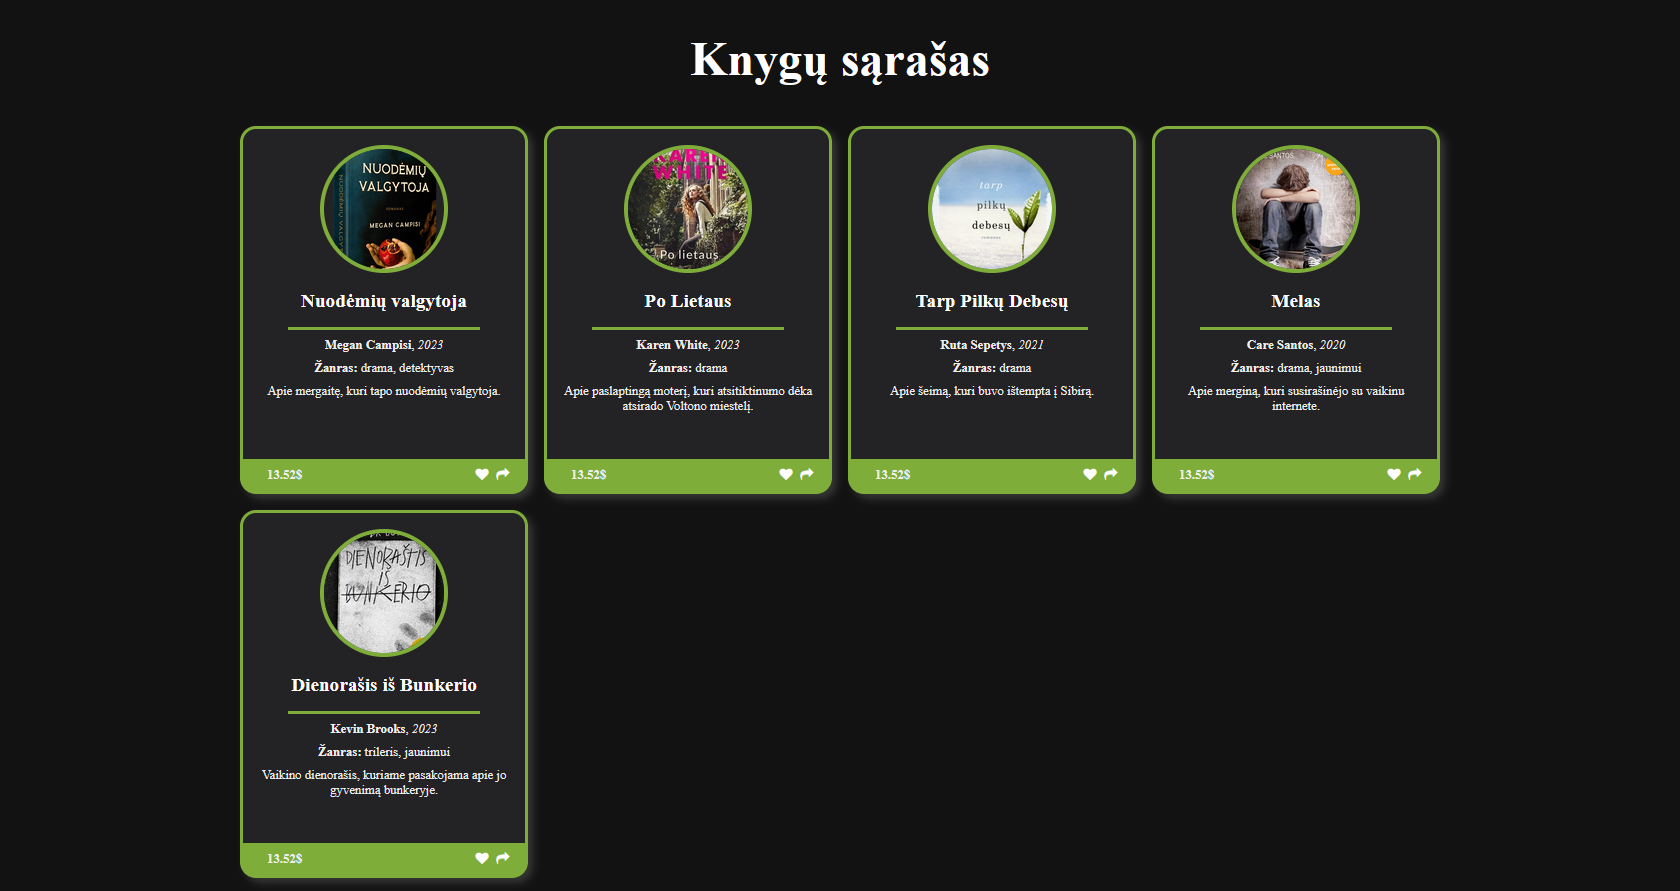 Knygų sąrašas
NUODĖMIŲ VALGYTOJA
NUODĖMIŲ
VALGYTOJA
romanas
MEGAN CAMPISI
Nuodėmių valgytoja
Megan Campisi, 2023
Žanras: drama, detektyvas
Apie mergaitę, kuri tapo nuodėmių valgytoja.
13.52$
KAREN
WHITE
Po lietaus
Po Lietaus
Karen White, 2023
Žanras: drama
Apie paslaptingą moterį, kuri atsitiktinumo dėka
atsirado Voltono miestelį.
13.52$
tarp
pilkų
debesų
romanas
Tarp Pilkų Debesų
Ruta Sepetys, 2021
Žanras: drama
Apie šeimą, kuri buvo ištempta į Sibirą.
13.52$
SANTOS
Melas
Care Santos, 2020
Žanras: drama, jaunimui
Apie merginą, kuri susirašinėjo su vaikinu
internete.
13.52$
DIENORAŠTIS
IŠ
BUNKERIO
Dienorašis iš Bunkerio
Kevin Brooks, 2023
Žanras: trileris, jaunimui
Vaikino dienorašis, kuriame pasakojama apie jo
gyvenimą bunkeryje.
13.52$